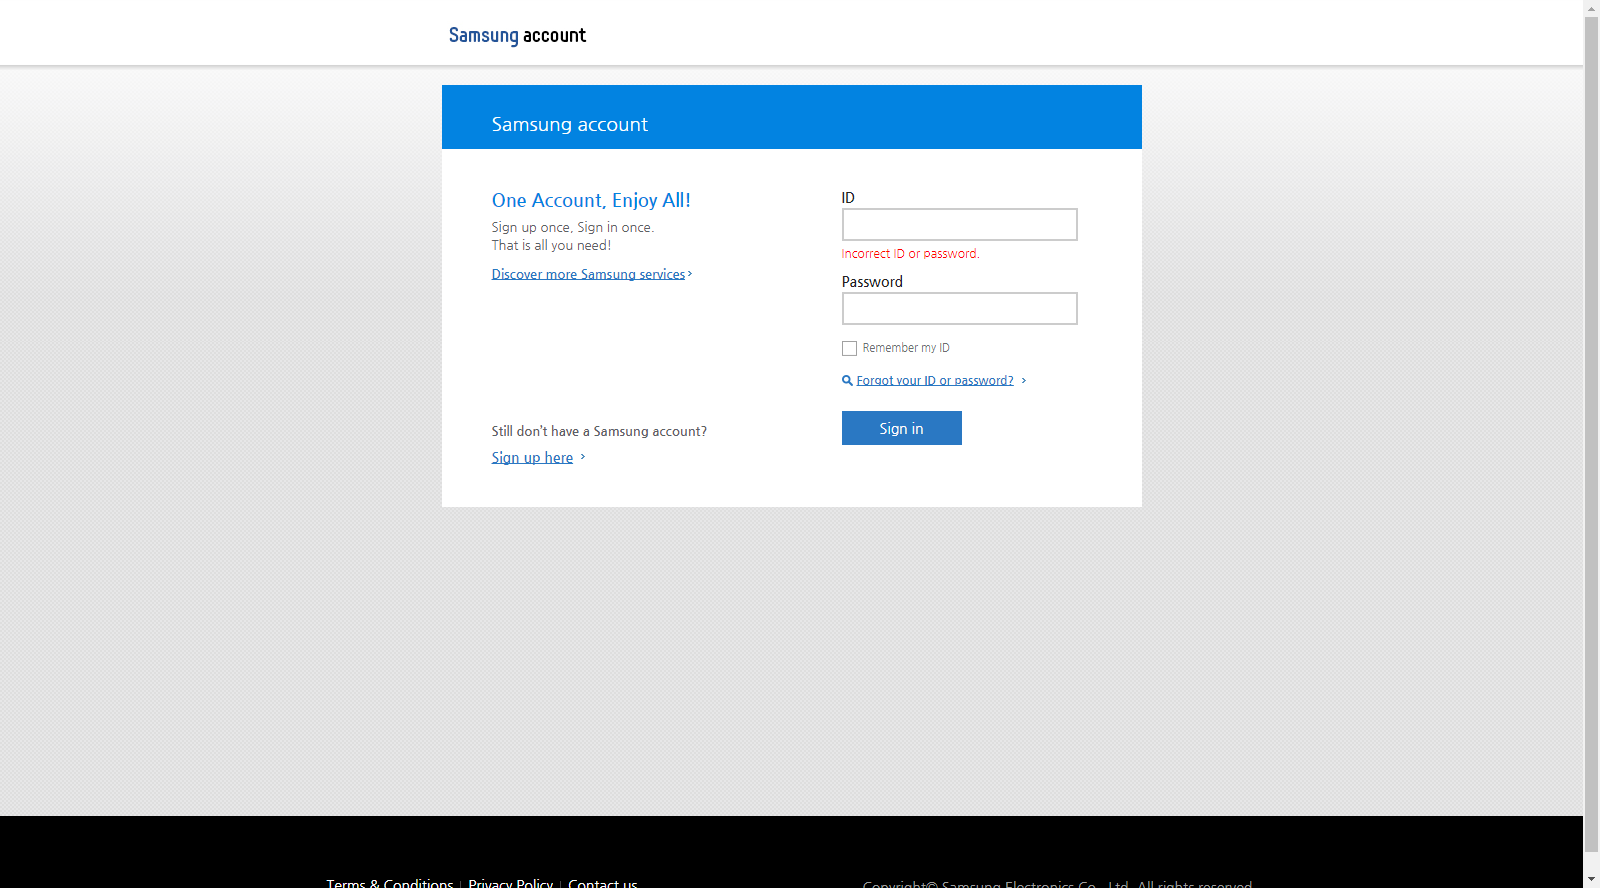 Samsung account
Samsung account
One Account, Enjoy All!
Sign up once, Sign in once.
That is all you need!
Discover more Samsung services
Still don't have a Samsung account?
Sign up here
ID
Incorrect ID or password.
Password
Remember my ID
Forgot your ID or password?
Sign in
Terms & Conditions | Privacy Policy | Contact us
Copyright© Samsung Electronics Co., Ltd. All rights reserved.